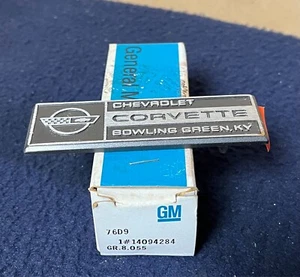 General M
CHEVROLET
CORVETTE
BOWLING GREEN, KY
GM
76D9
1#14094284
GR.8.055